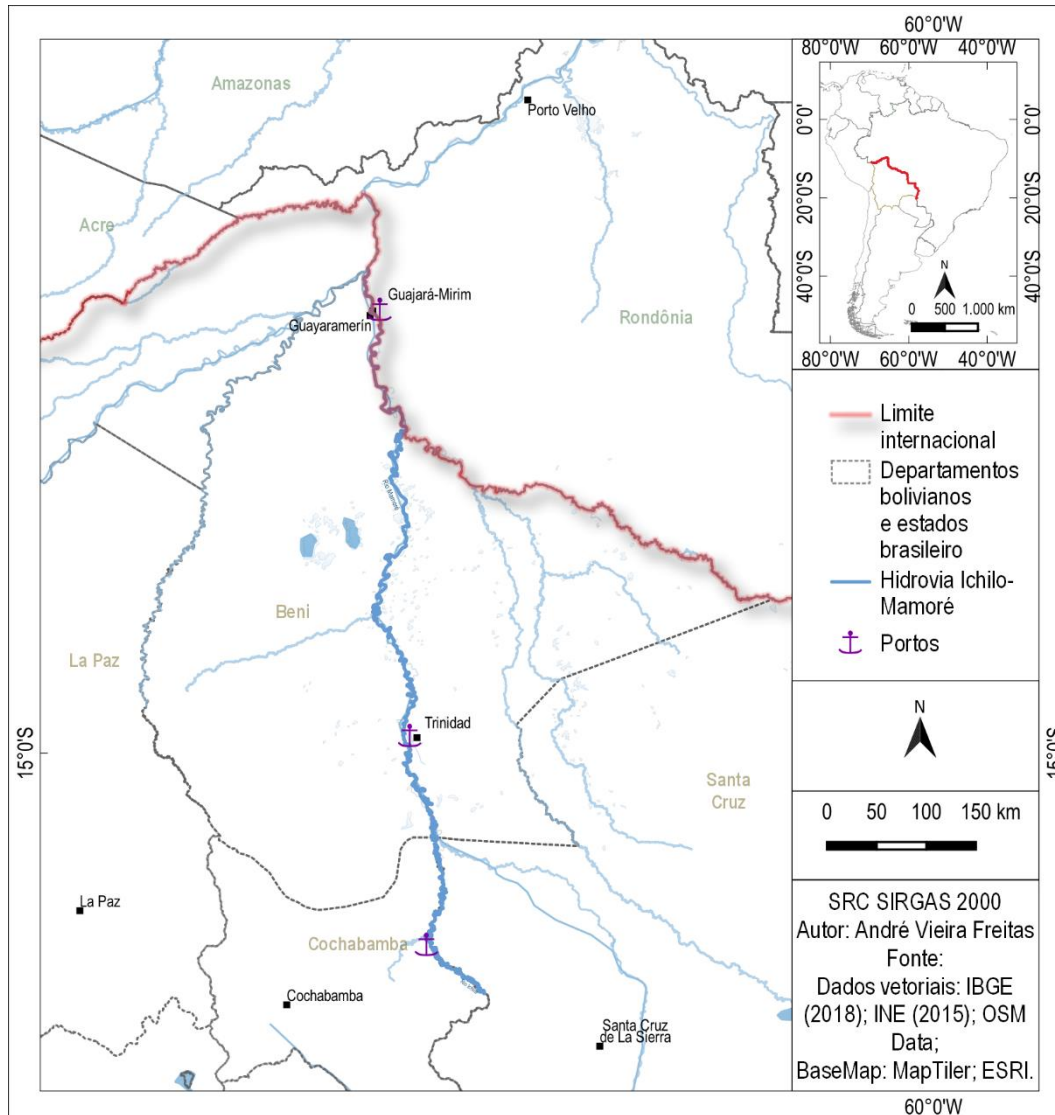 60°0'W
80°0'W 60°0'W 40°0'W
0°0'
20°0'S
40°0'S
0°0'
20°0'S
40°0'S
N
0 500 1.000 km
80°0'W 60°0'W 40°0'W
Amazonas
Porto Velho
Acre
Guajará-Mirim
Guayaramerín
Rondônia
Rio Mamoré
Beni
La Paz
Trinidad
Santa
Cruz
La Paz
Cochabamba
Cochabamba
Santa Cruz
de La Sierra
15°0'S
15°0'S
Limite
internacional
Departamentos
bolivianos
e estados
brasileiro
Hidrovia Ichilo-
Mamoré
Portos
N
0 50 100 150 km
SRC SIRGAS 2000
Autor: André Vieira Freitas
Fonte:
Dados vetoriais: IBGE
(2018); INE (2015); OSM
Data;
BaseMap: MapTiler; ESRI.
60°0'W